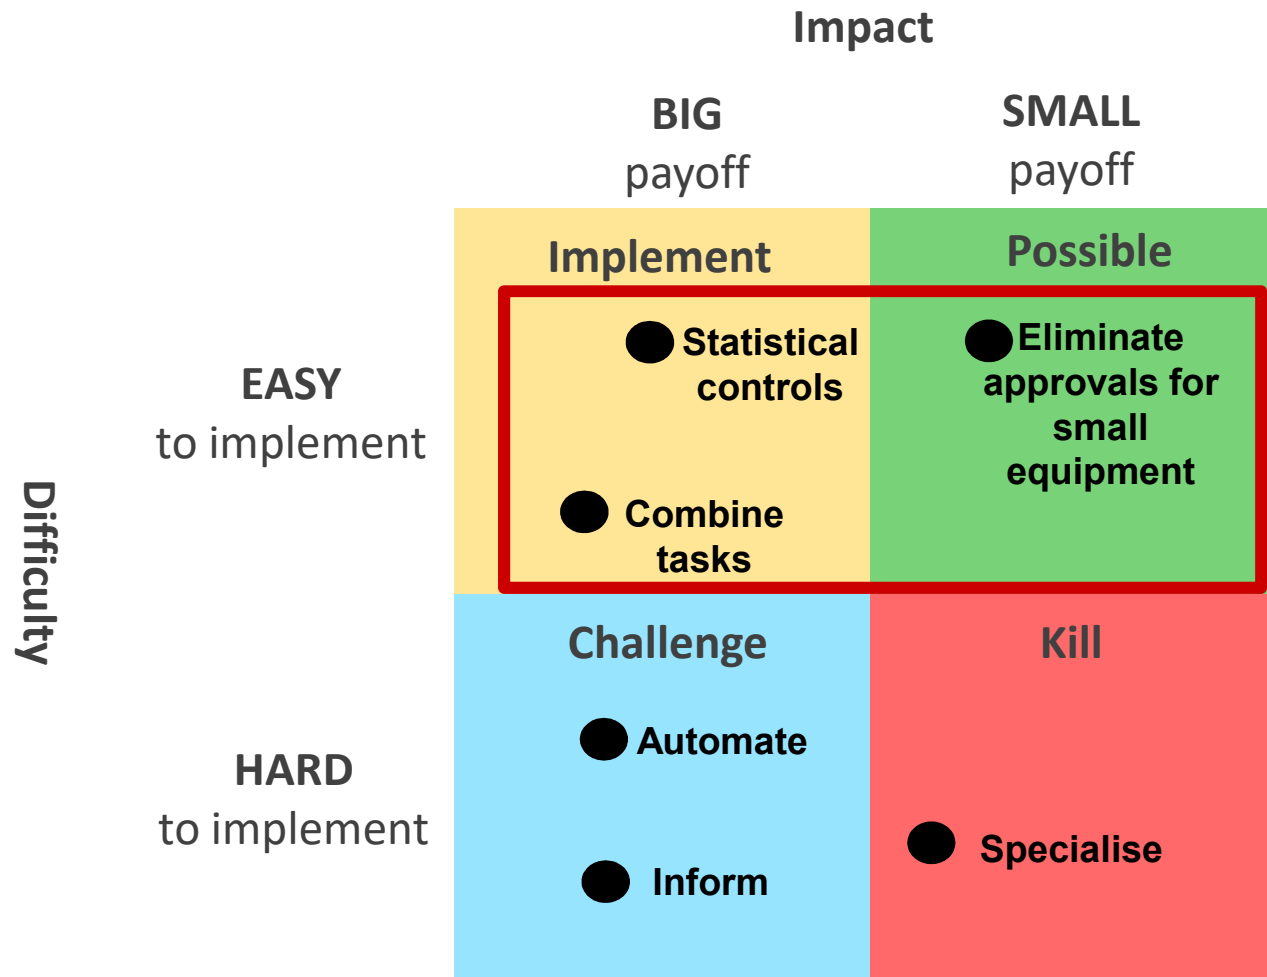 Impact
BIG
payoff
SMALL
payoff
Difficulty
EASY
to implement
Implement
Statistical
controls
Combine
tasks
Possible
Eliminate
approvals for
small
equipment
HARD
to implement
Challenge
Automate
Inform
Kill
Specialise